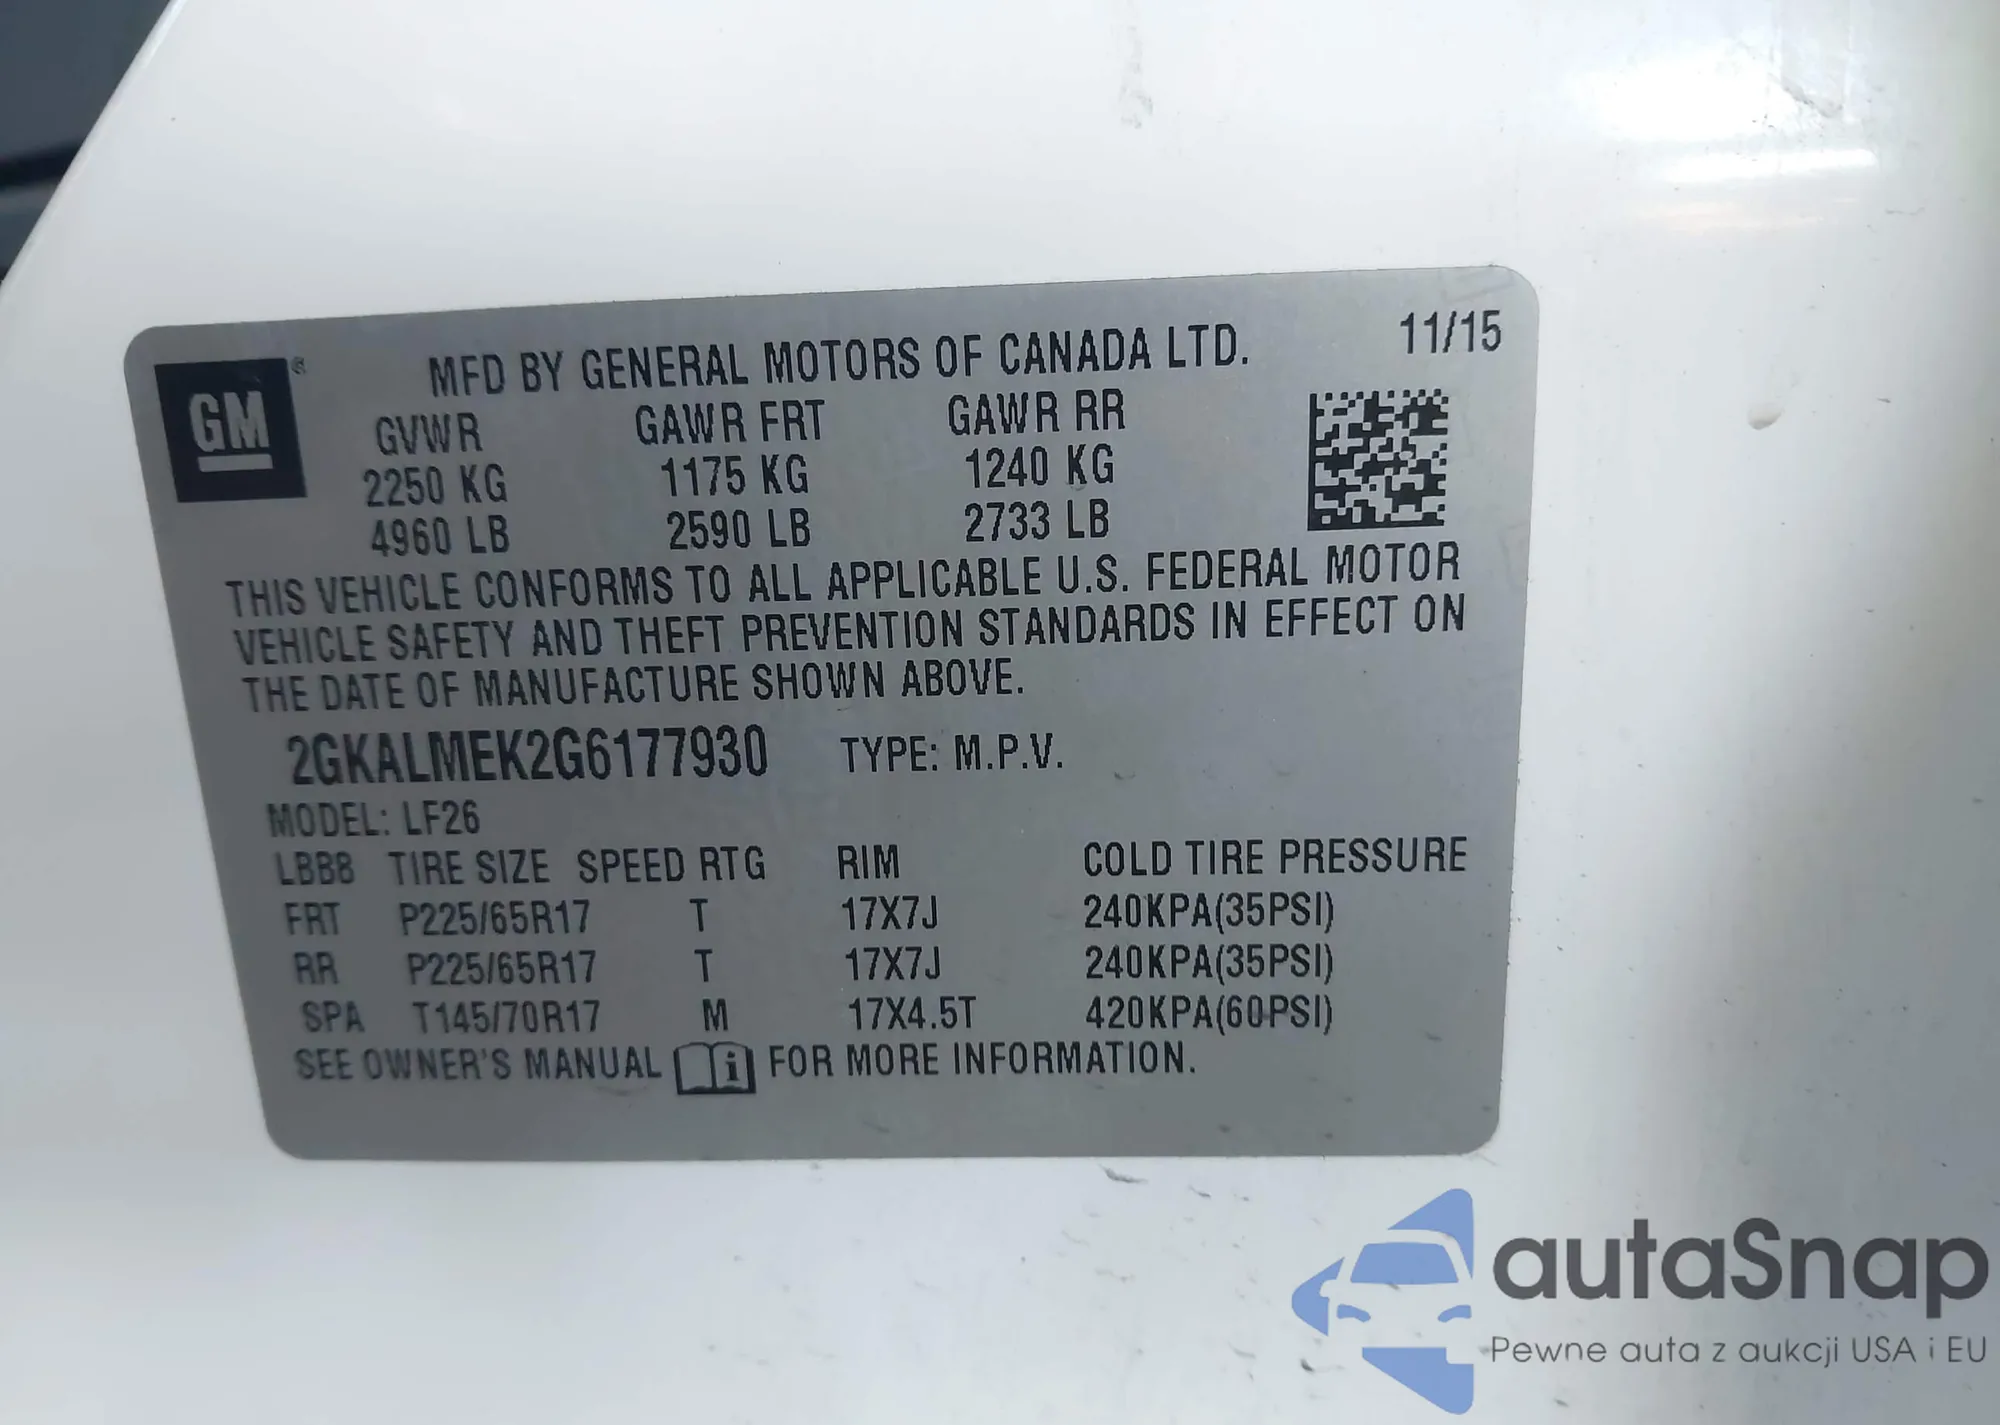 GM®
MFD BY GENERAL MOTORS OF CANADA LTD. 11/15
GVWR GAWR FRT GAWR RR
2250 KG 1175 KG 1240 KG
4960 LB 2590 LB 2733 LB
THIS VEHICLE CONFORMS TO ALL APPLICABLE U.S. FEDERAL MOTOR
VEHICLE SAFETY AND THEFT PREVENTION STANDARDS IN EFFECT ON
THE DATE OF MANUFACTURE SHOWN ABOVE.
2GKALMEK2G6177930 TYPE: M.P.V.
MODEL: LF26
LBB8 TIRE SIZE SPEED RTG RIM COLD TIRE PRESSURE
FRT P225/65R17 T 17X7J 240KPA(35PSI)
RR P225/65R17 T 17X7J 240KPA(35PSI)
SPA T145/70R17 M 17X4.5T 420KPA(60PSI)
SEE OWNER'S MANUAL i FOR MORE INFORMATION.
autaSnap
Pewne auta z aukcji USA i EU